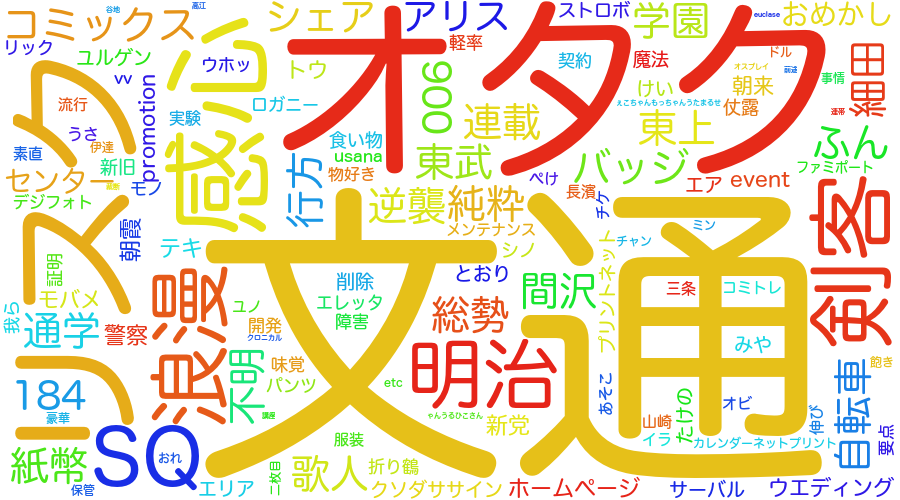 コミックス
谷地
高江
シェア
アリス
ストロボ
学園
euclase
おめかし
リック
ユルゲン
ウホッ
感心
オタク
軽率
契約
魔法
ドル
トウ
オスプレイ
前迹
細田
vv
promotion
流行
ロガニー
006
けい
朝来
事情
クリスタ
うさ
実験
連載
ぇこちゃんもっちゃんうたまるせ
仗露
連帯
素直
伊達
新旧
食い物
usana
東武
東上
バッジ
ふん
センター
モノ
物好き
ぺけ
エア
event
ファミポート
デジフォト
行方
逆襲
純粋
長濱
チケ
剣客
朝霞
メンテナンス
ミン
テキ
シノ
チャン
証明
とおり
文通
モバメ
浪漫
削除
間沢
プリントネット
三条
コミトレ
我ら
ユノ
エレッタ
障害
総勢
通学
警察
開発
クロニカル
みや
不明
味覚
明治
飽き
184
パンツ
etc
あそこ
自転車
豪華
講座
ゃんうるひこさん
新党
山崎
たけの
オビ
伸び
リ
SQ
服装
イラ
カレンダーネットプリント
要点
紙幣
おれ
二枚目
歌人
折り鶴
保管
エリア
クソダササイン
ホームページ
サーバル
ウエディング